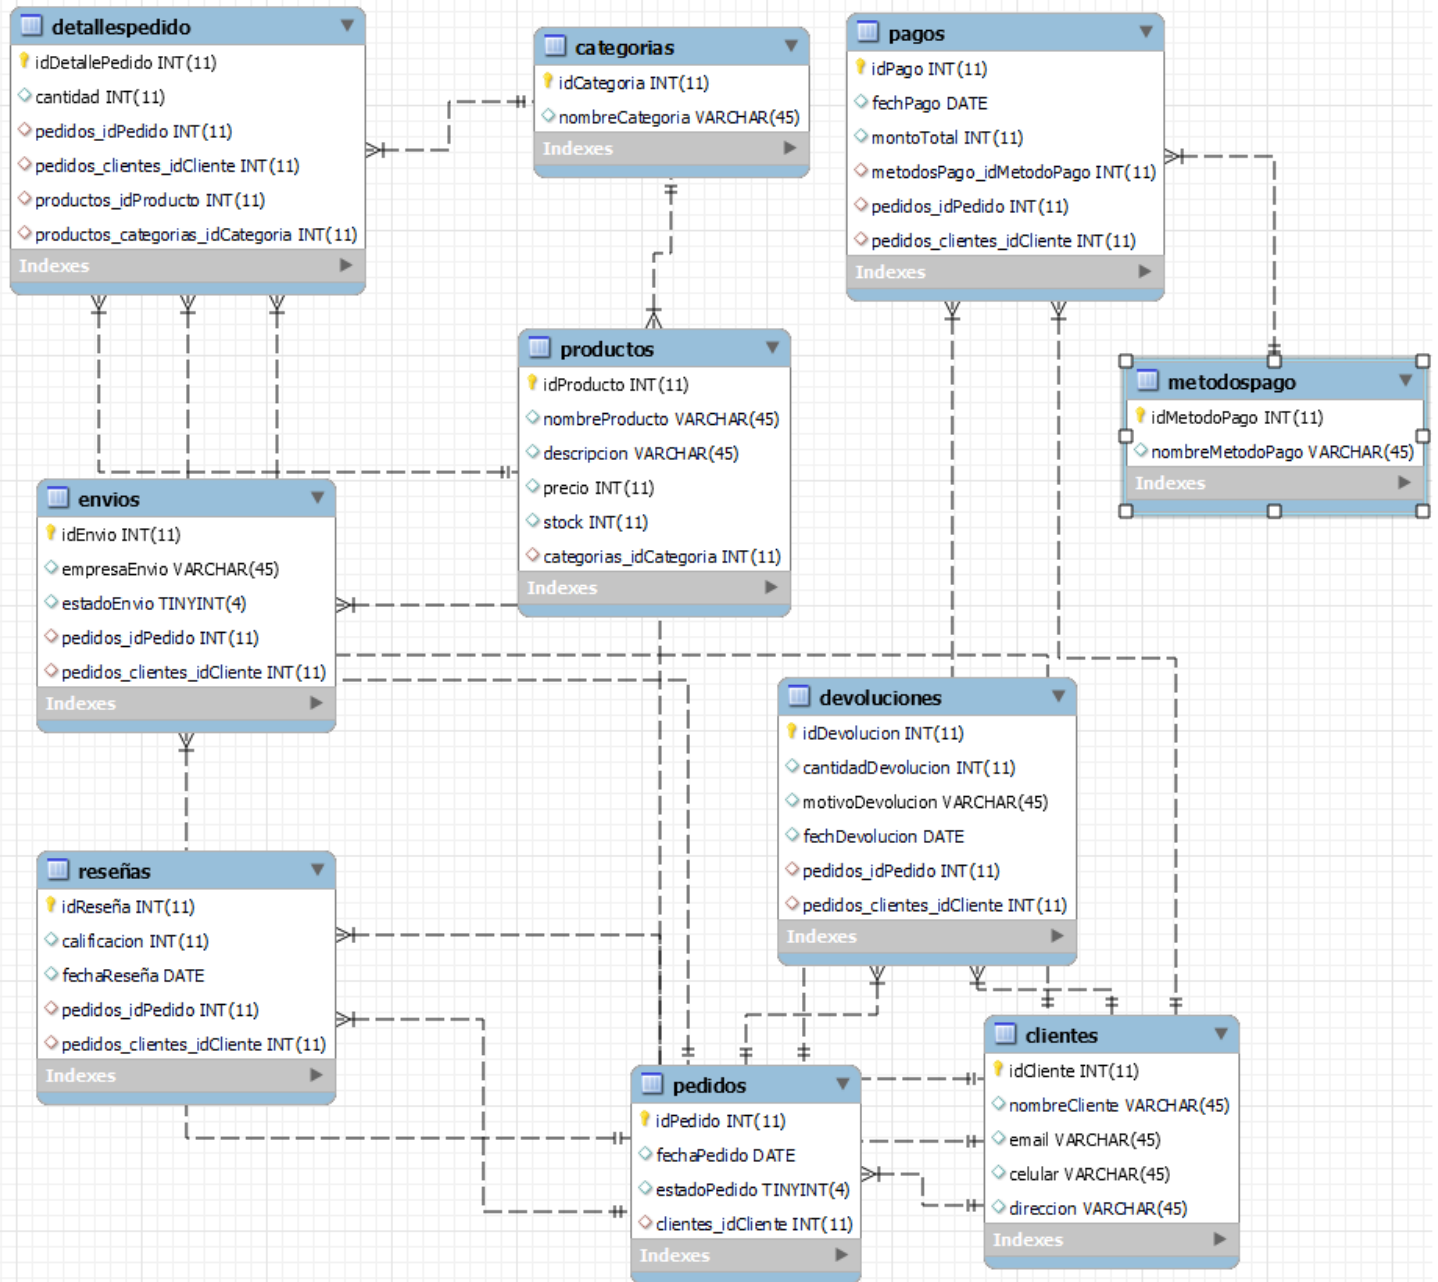 detallespedido
idDetallePedido INT(11)
cantidad INT(11)
pedidos_idPedido INT(11)
pedidos_clientes_idCliente INT(11)
productos_idProducto INT(11)
productos_categorias_idCategoria INT(11)
Indexes
categorias
idCategoria INT(11)
nombreCategoria VARCHAR(45)
Indexes
pagos
idPago INT(11)
fechPago DATE
montoTotal INT(11)
metodosPago_idMetodoPago INT(11)
pedidos_idPedido INT(11)
pedidos_clientes_idCliente INT(11)
Indexes
productos
idProducto INT(11)
nombreProducto VARCHAR(45)
descripcion VARCHAR(45)
precio INT(11)
stock INT(11)
categorias_idCategoria INT(11)
Indexes
metodospago
idMetodoPago INT(11)
nombreMetodoPago VARCHAR(45)
Indexes
envios
idEnvio INT(11)
empresaEnvio VARCHAR(45)
estadoEnvio TINYINT(4)
pedidos_idPedido INT(11)
pedidos_clientes_idCliente INT(11)
Indexes
devoluciones
idDevolucion INT(11)
cantidadDevolucion INT(11)
motivoDevolucion VARCHAR(45)
fechDevolucion DATE
pedidos_idPedido INT(11)
pedidos_clientes_idCliente INT(11)
Indexes
reseñas
idReseña INT(11)
calificacion INT(11)
fechaReseña DATE
pedidos_idPedido INT(11)
pedidos_clientes_idCliente INT(11)
Indexes
pedidos
idPedido INT(11)
fechaPedido DATE
estadoPedido TINYINT(4)
clientes_idCliente INT(11)
Indexes
clientes
idCliente INT(11)
nombreCliente VARCHAR(45)
email VARCHAR(45)
celular VARCHAR(45)
direccion VARCHAR(45)
Indexes